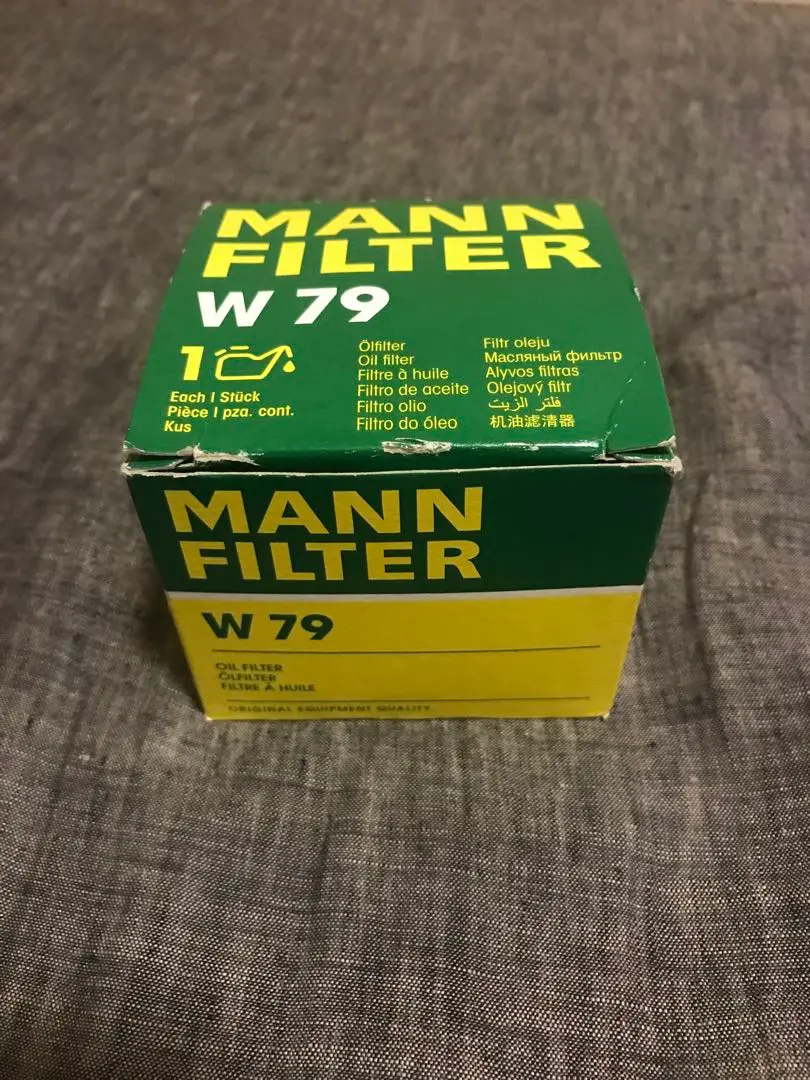 MANN
FILTER
W 79
1
Each | Stück
Pièce | pza. cont.
Kus
Ölfilter
Oil filter
Filtre à huile
Filtro de aceite
Filtro olio
Filtro do óleo
Filtr oleju
Масляный фильтр
Alyvos filtras
Olejový filtr
فلتر الزيت
机油滤清器
MANN
FILTER
W 79
OIL FILTER
ÖLFILTER
FILTRE À HUILE
ORIGINAL EQUIPMENT QUALITY